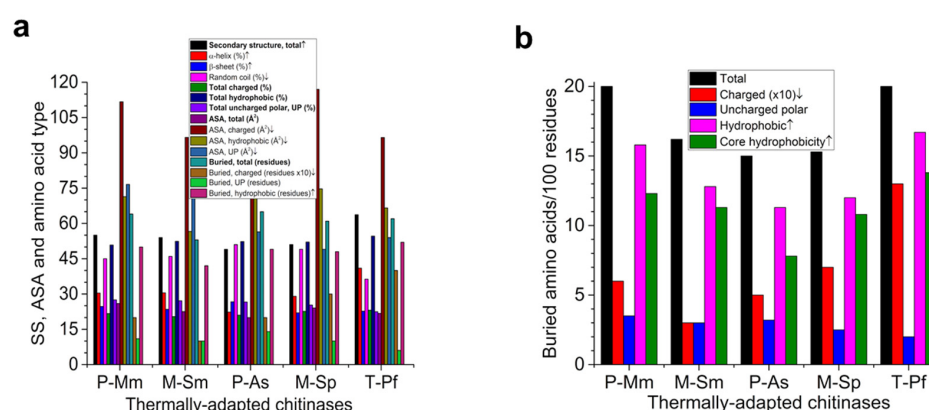 a
Secondary structure, total↑
α-helix (%)↑
β-sheet (%)↑
Random coil (%)↓
Total charged (%)
Total hydrophobic (%)
Total uncharged polar, UP (%)
ASA, total (Å²)
ASA, charged (Å²)↓
ASA, hydrophobic (Å²)↓
ASA, UP (Å²)↓
Buried, total (residues)
Buried, charged (residues x10)↓
Buried, UP (residues)
Buried, hydrophobic (residues)↑
SS, ASA and amino acid type
120
105
90
75
60
45
30
15
0
P-Mm M-Sm P-As M-Sp T-Pf
Thermally-adapted chitinases
b
Total
Charged (x10)↓
Uncharged polar
Hydrophobic↑
Core hydrophobicity↑
Buried amino acids/100 residues
20
15
10
5
0
P-Mm M-Sm P-As M-Sp T-Pf
Thermally-adapted chitinases